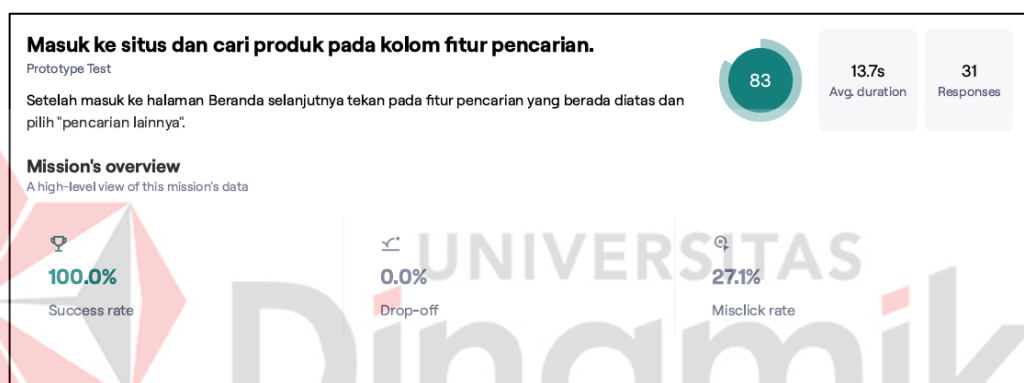 Masuk ke situs dan cari produk pada kolom fitur pencarian.
Prototype Test
83
13.7s
Avg. duration
31
Responses
Setelah masuk ke halaman Beranda selanjutnya tekan pada fitur pencarian yang berada diatas dan
pilih "pencarian lainnya".
Mission's overview
A high-level view of this mission's data
100.0%
Success rate
0.0%
Drop-off
27.1%
Misclick rate
UNIVERSITAS
Dinamik